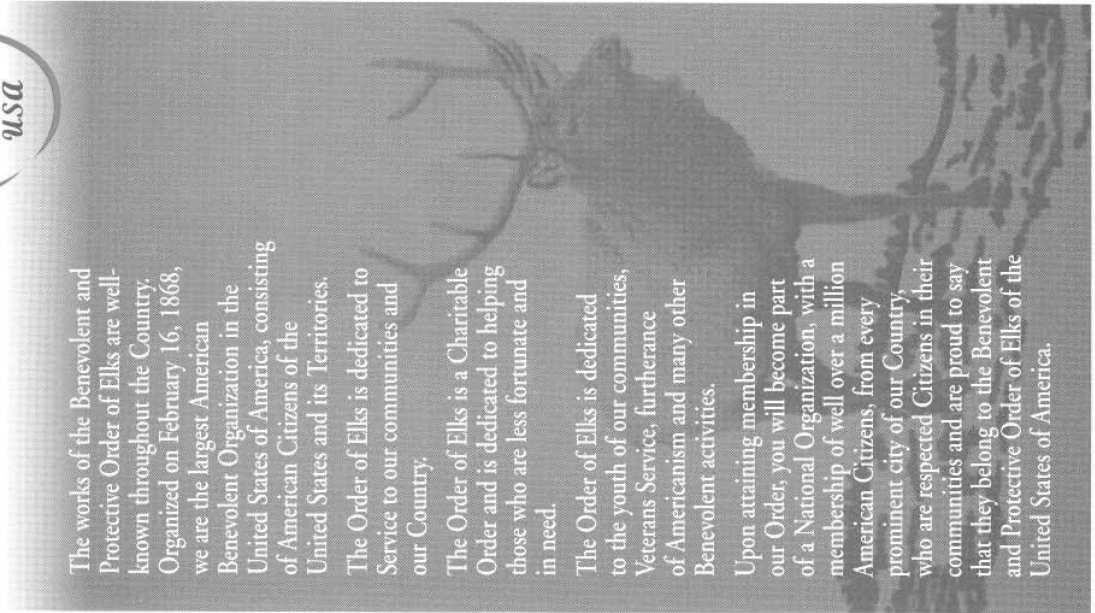 usa
The works of the Benevolent and
Protective Order of Elks are well-
known throughout the Country.
Organized on February 16, 1868,
we are the largest American
Benevolent Organization in the
United States of America, consisting
of American Citizens of the
United States and its Territories.
The Order of Elks is dedicated to
Service to our communities and
our Country.
The Order of Elks is a Charitable
Order and is dedicated to helping
those who are less fortunate and
in need.
The Order of Elks is dedicated
to the youth of our communities,
Veterans Service, furtherance
of Americanism and many other
Benevolent activities.
Upon attaining membership in
our Order, you will become part
of a National Organization, with a
membership of well over a million
American Citizens, from every
prominent city of our Country,
who are respected Citizens in their
communities and are proud to say
that they belong to the Benevolent
and Protective Order of Elks of the
United States of America.